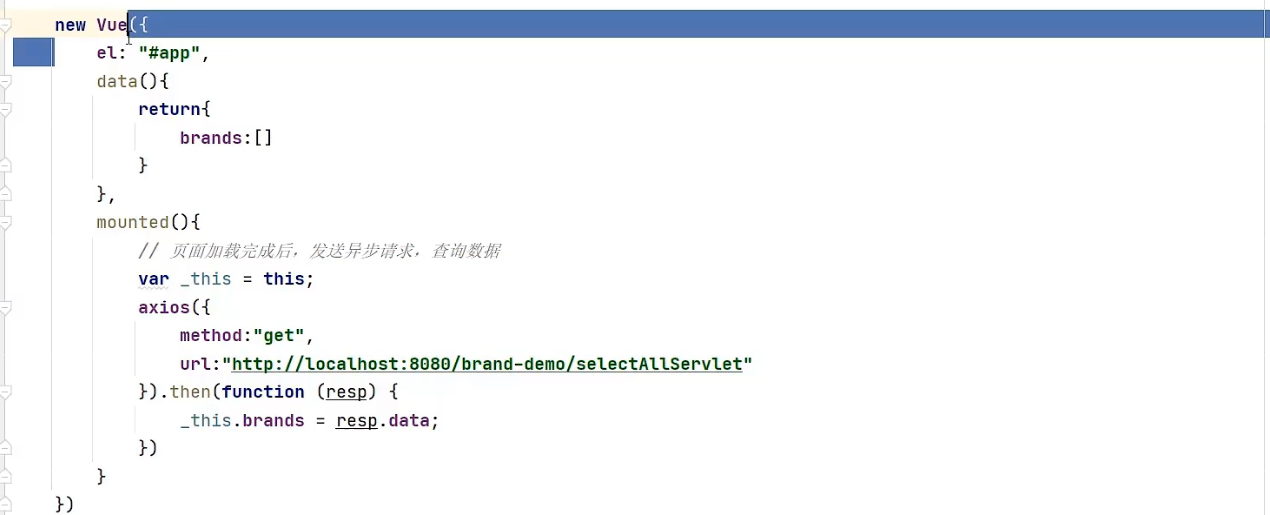 new Vue({
    el: "#app",
    data(){
        return{
            brands:[]
        }
    },
    mounted(){
        // 页面加载完成后，发送异步请求，查询数据
        var _this = this;
        axios({
            method:"get",
            url:"http://localhost:8080/brand-demo/selectAllServlet"
        }).then(function (resp) {
            _this.brands = resp.data;
        })
    }
})